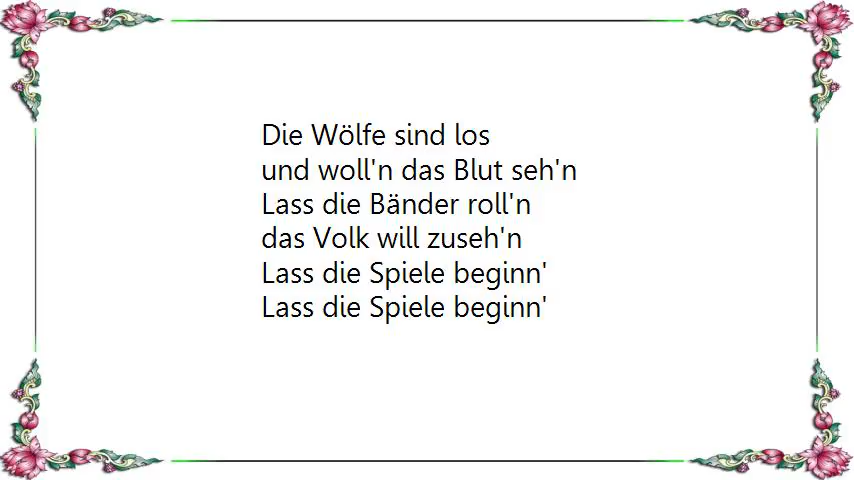 Die Wölfe sind los
und woll'n das Blut seh'n
Lass die Bänder roll'n
das Volk will zuseh'n
Lass die Spiele beginn'
Lass die Spiele beginn'